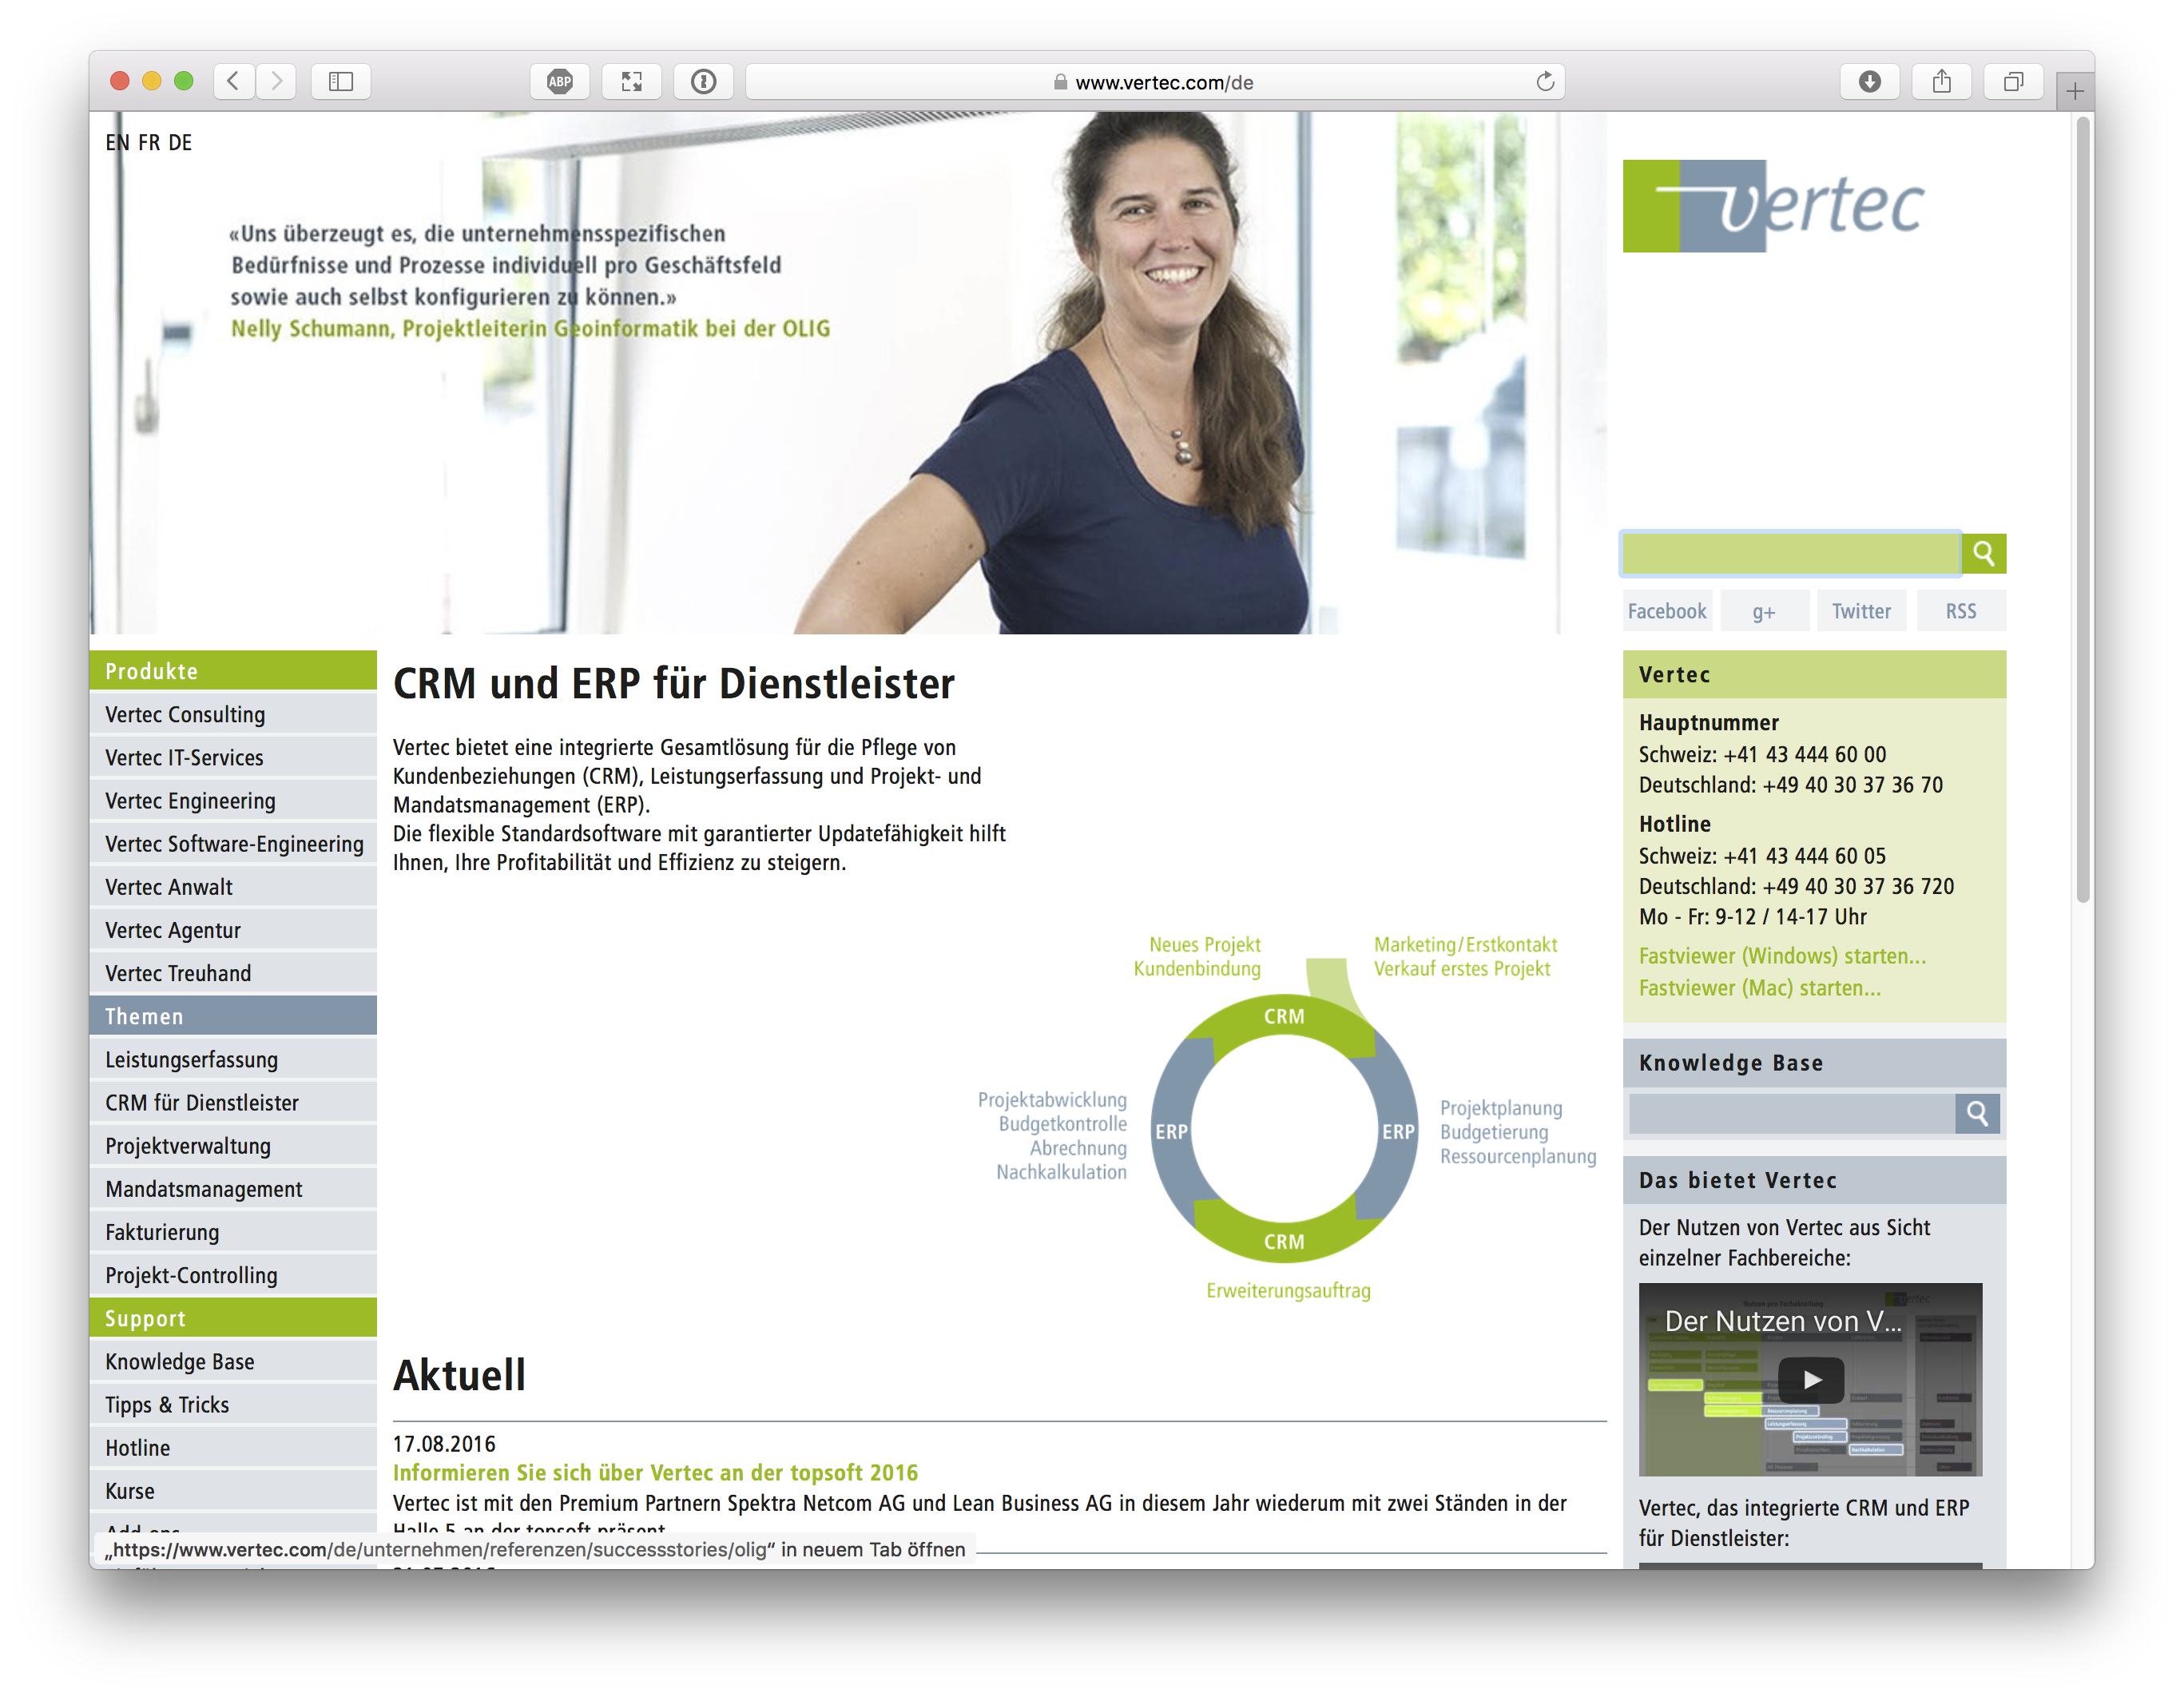 ABP
www.vertec.com/de
EN FR DE
«Uns überzeugt es, die unternehmensspezifischen
Bedürfnisse und Prozesse individuell pro Geschäftsfeld
sowie auch selbst konfigurieren zu können.»
Nelly Schumann, Projektleiterin Geoinformatik bei der OLIG
vertec
Facebook
g+
Twitter
RSS
Produkte
Vertec Consulting
Vertec IT-Services
Vertec Engineering
Vertec Software-Engineering
Vertec Anwalt
Vertec Agentur
Vertec Treuhand
Themen
Leistungserfassung
CRM für Dienstleister
Projektverwaltung
Mandatsmanagement
Fakturierung
Projekt-Controlling
Support
Knowledge Base
Tipps & Tricks
Hotline
Kurse
Add-ons
CRM und ERP für Dienstleister
Vertec bietet eine integrierte Gesamtlösung für die Pflege von
Kundenbeziehungen (CRM), Leistungserfassung und Projekt- und
Mandatsmanagement (ERP).
Die flexible Standardsoftware mit garantierter Updatefähigkeit hilft
Ihnen, Ihre Profitabilität und Effizienz zu steigern.
Neues Projekt
Kundenbindung
Marketing/Erstkontakt
Verkauf erstes Projekt
CRM
Projektabwicklung
Budgetkontrolle
Abrechnung
Nachkalkulation
ERP
ERP
Projektplanung
Budgetierung
Ressourcenplanung
CRM
Erweiterungsauftrag
Aktuell
17.08.2016
Informieren Sie sich über Vertec an der topsoft 2016
Vertec ist mit den Premium Partnern Spektra Netcom AG und Lean Business AG in diesem Jahr wiederum mit zwei Ständen in der
Halle 5 an der topsoft präsent.
Vertec
Hauptnummer
Schweiz: +41 43 444 60 00
Deutschland: +49 40 30 37 36 70
Hotline
Schweiz: +41 43 444 60 05
Deutschland: +49 40 30 37 36 720
Mo - Fr: 9-12 / 14-17 Uhr
Fastviewer (Windows) starten...
Fastviewer (Mac) starten...
Knowledge Base
Das bietet Vertec
Der Nutzen von Vertec aus Sicht
einzelner Fachbereiche:
Der Nutzen von V...
Vertec, das integrierte CRM und ERP
für Dienstleister:
„https://www.vertec.com/de/unternehmen/referenzen/successstories/olig“ in neuem Tab öffnen